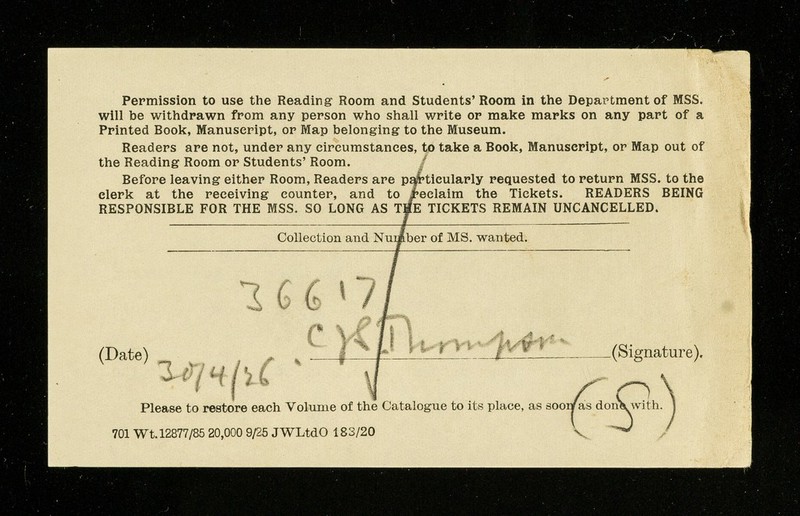 Permission to use the Reading Room and Students' Room in the Department of MSS.
will be withdrawn from any person who shall write or make marks on any part of a
Printed Book, Manuscript, or Map belonging to the Museum.
Readers are not, under any circumstances, to take a Book, Manuscript, or Map out of
the Reading Room or Students' Room.
Before leaving either Room, Readers are particularly requested to return MSS. to the
clerk at the receiving counter, and to reclaim the Tickets. READERS BEING
RESPONSIBLE FOR THE MSS. SO LONG AS THE TICKETS REMAIN UNCANCELLED.
Collection and Number of MS. wanted.
36617
C J S. Thompson
(Date) 30/4/26. (Signature).
Please to restore each Volume of the Catalogue to its place, as soon as done with.
(S)
701 Wt. 12877/85 20,000 9/25 JWLtdO 183/20